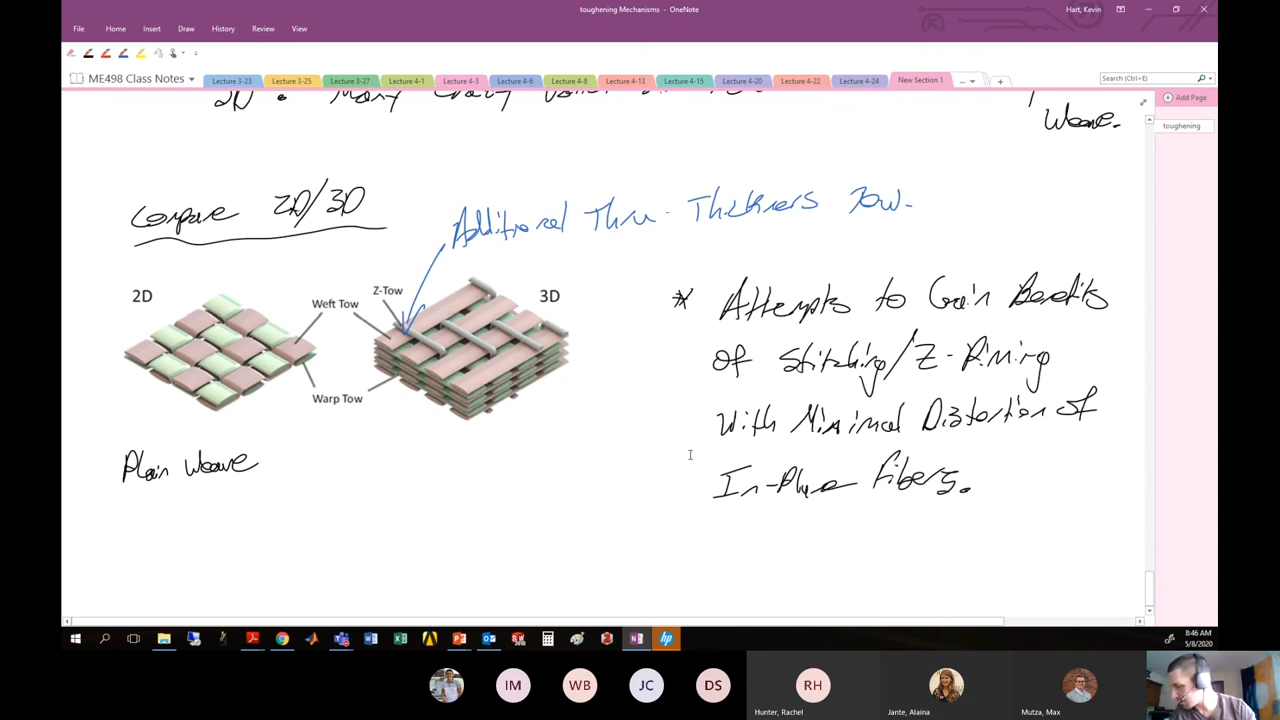 toughening Mechanisms - OneNote
Hart, Kevin
File Home Insert Draw History Review View
ME498 Class Notes
Lecture 3-23 Lecture 3-25 Lecture 3-27 Lecture 4-1 Lecture 4-3 Lecture 4-6 Lecture 4-8 Lecture 4-13 Lecture 4-15 Lecture 4-20 Lecture 4-22 Lecture 4-24 New Section 1 ...
Search (Ctrl+E)
Add Page
toughening
Weave.
Compare 2D/3D
Additional Thru-Thickness Tow.
2D
Weft Tow
Z-Tow
3D
Warp Tow
Plain Weave
* Attempts to Gain Benefits
of Stitching/Z-Pinning
With Minimal Distortion of
In-Plane Fibers.
8:46 AM
5/8/2020
IM WB JC DS RH
Hunter, Rachel
Jante, Alaina
Mutza, Max